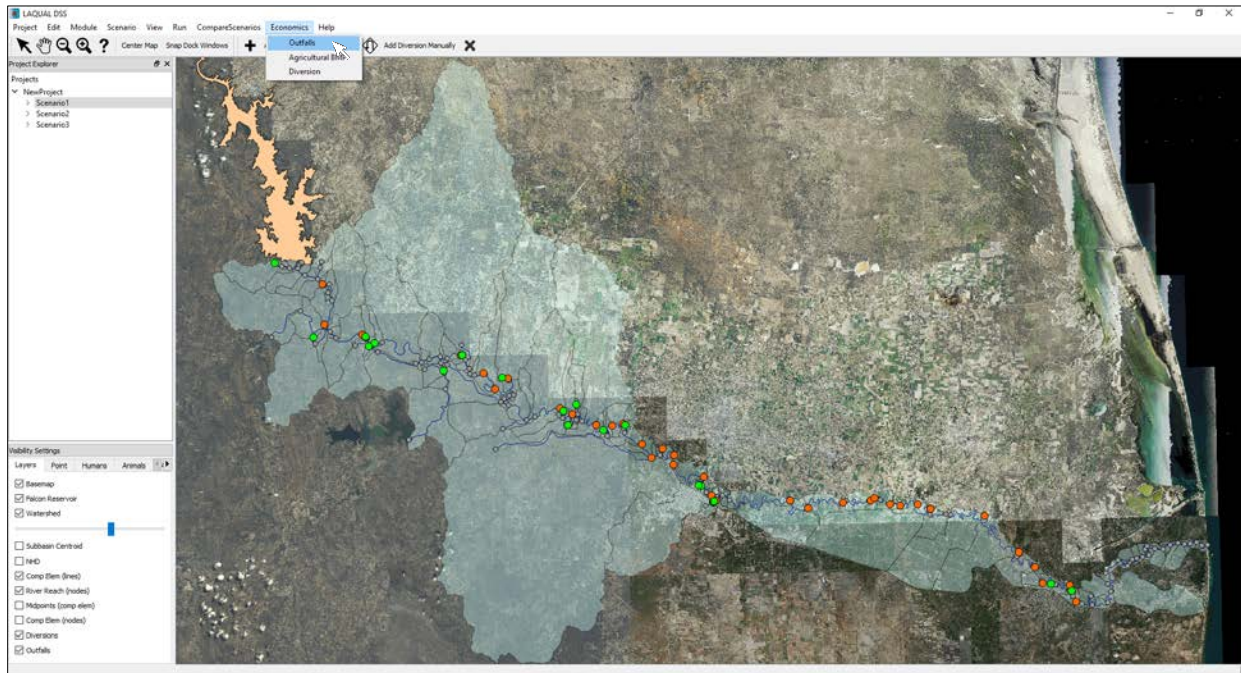 LAQUAL DSS
Project Edit Module Scenario View Run CompareScenarios Economics Help
Center Map Snap Dock Windows Add Diversion Manually
Outfalls
Agricultural
Diversion
Project Explorer
Projects
NewProject
Scenario1
Scenario2
Scenario3
Visibility Settings
Layers Point Humans Animals
Basemap
Falcon Reservoir
Watershed
Subbasin Centroid
NHD
Comp Elem (lines)
River Reach (nodes)
Midpoints (comp elem)
Comp Elem (nodes)
Diversions
Outfalls